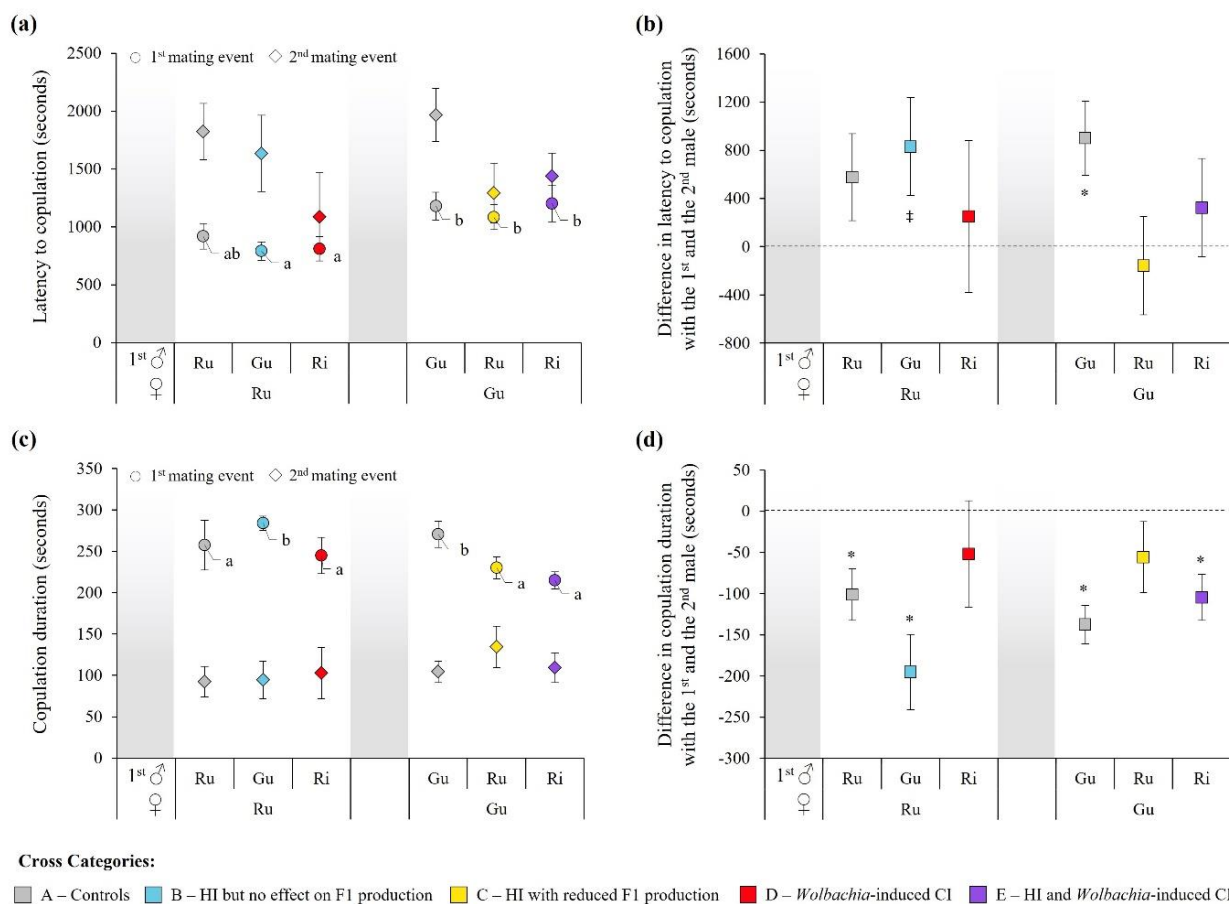 (a)
2500
2000
1500
1000
500
0
Latency to copulation (seconds)
1st mating event 2nd mating event
ab
a
a
b
b
b
1st ♂ Ru Gu Ri Gu Ru Ri
♀ Ru Gu
(b)
1200
800
400
0
-400
-800
Difference in latency to copulation
with the 1st and the 2nd male (seconds)
‡
*
1st ♂ Ru Gu Ri Gu Ru Ri
♀ Ru Gu
(c)
350
300
250
200
150
100
50
0
Copulation duration (seconds)
1st mating event 2nd mating event
a
b
a
b
a
a
1st ♂ Ru Gu Ri Gu Ru Ri
♀ Ru Gu
(d)
50
0
-50
-100
-150
-200
-250
-300
Difference in copulation duration
with the 1st and the 2nd male (seconds)
*
*
*
*
1st ♂ Ru Gu Ri Gu Ru Ri
♀ Ru Gu
Cross Categories:
A – Controls B – HI but no effect on F1 production C – HI with reduced F1 production D – Wolbachia-induced CI E – HI and Wolbachia-induced CI